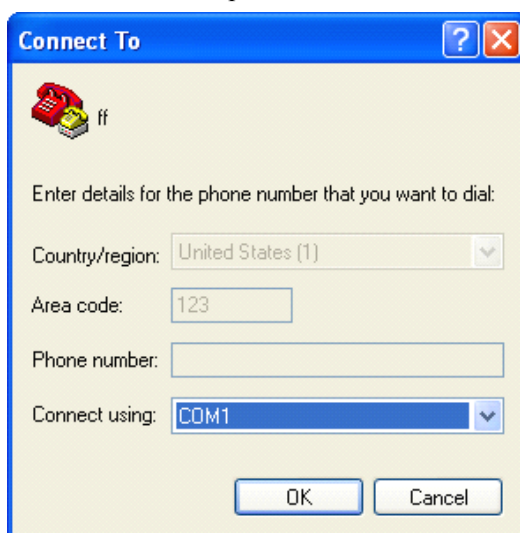 Connect To
ff
Enter details for the phone number that you want to dial:
Country/region: United States (1)
Area code: 123
Phone number:
Connect using: COM1
OK Cancel